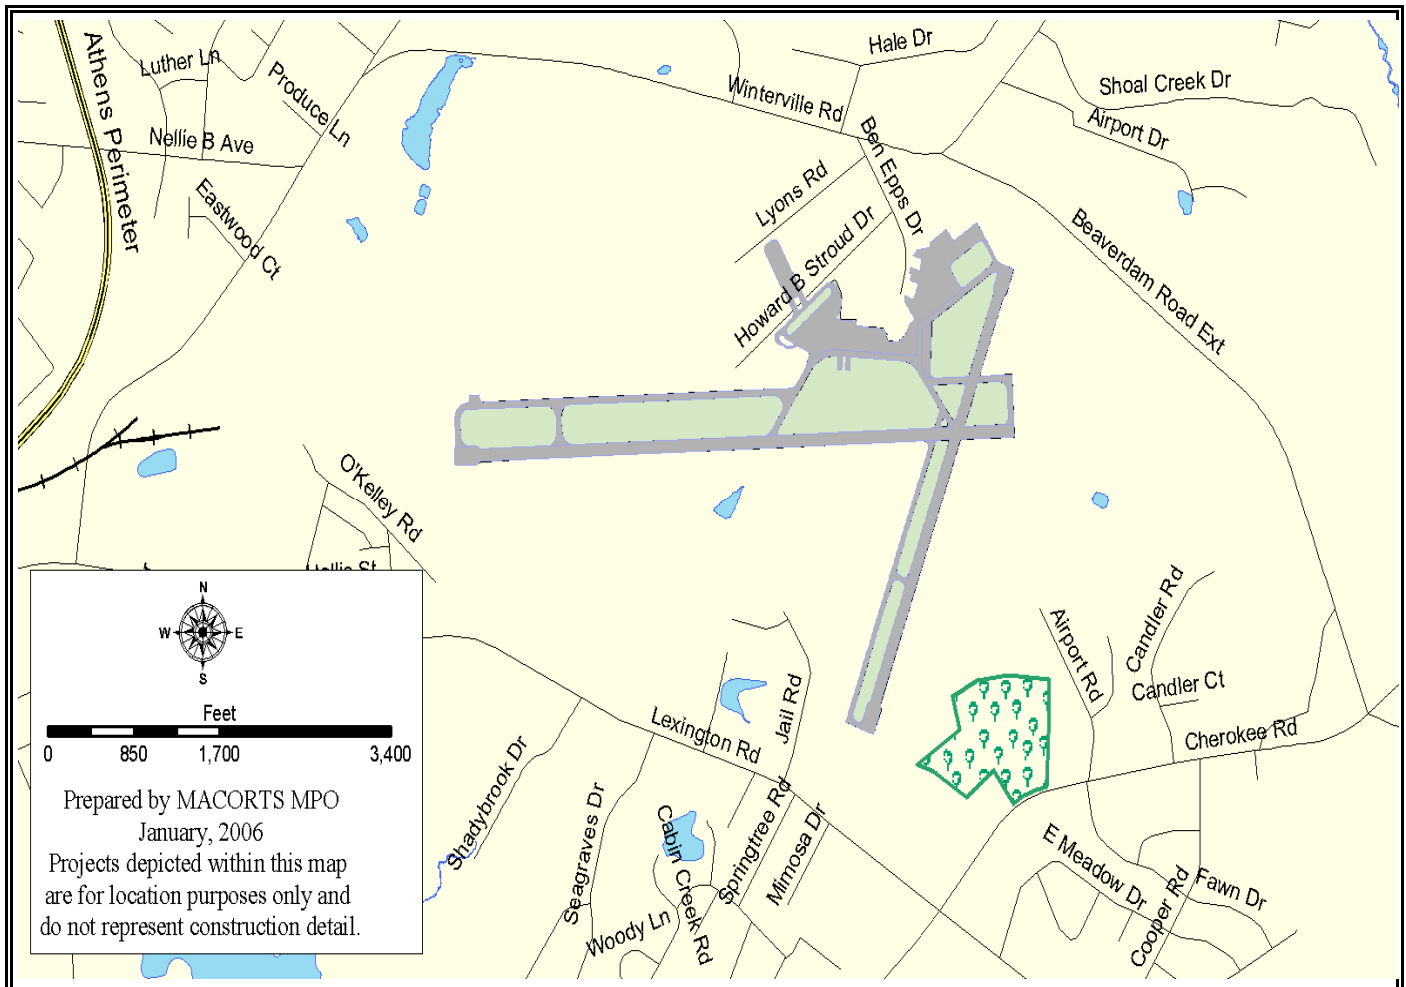 Athens Perimeter
Luther Ln
Produce Ln
Nellie B Ave
Eastwood Ct
Hale Dr
Winterville Rd
Shoal Creek Dr
Airport Dr
Ben Epps Dr
Lyons Rd
Howard B Stroud Dr
Beaverdam Road Ext
O'Kelley Rd
Hollis St
N
W
E
S
Feet
0 850 1,700 3,400
Prepared by MACORTS MPO
January, 2006
Projects depicted within this map
are for location purposes only and
do not represent construction detail.
Airport Rd
Candler Rd
Candler Ct
Cherokee Rd
Jail Rd
Lexington Rd
Shadybrook Dr
Seagraves Dr
Cabin Creek Rd
Springtree Rd
Mimosa Dr
Woody Ln
E Meadow Dr
Fawn Dr
Cooper Rd